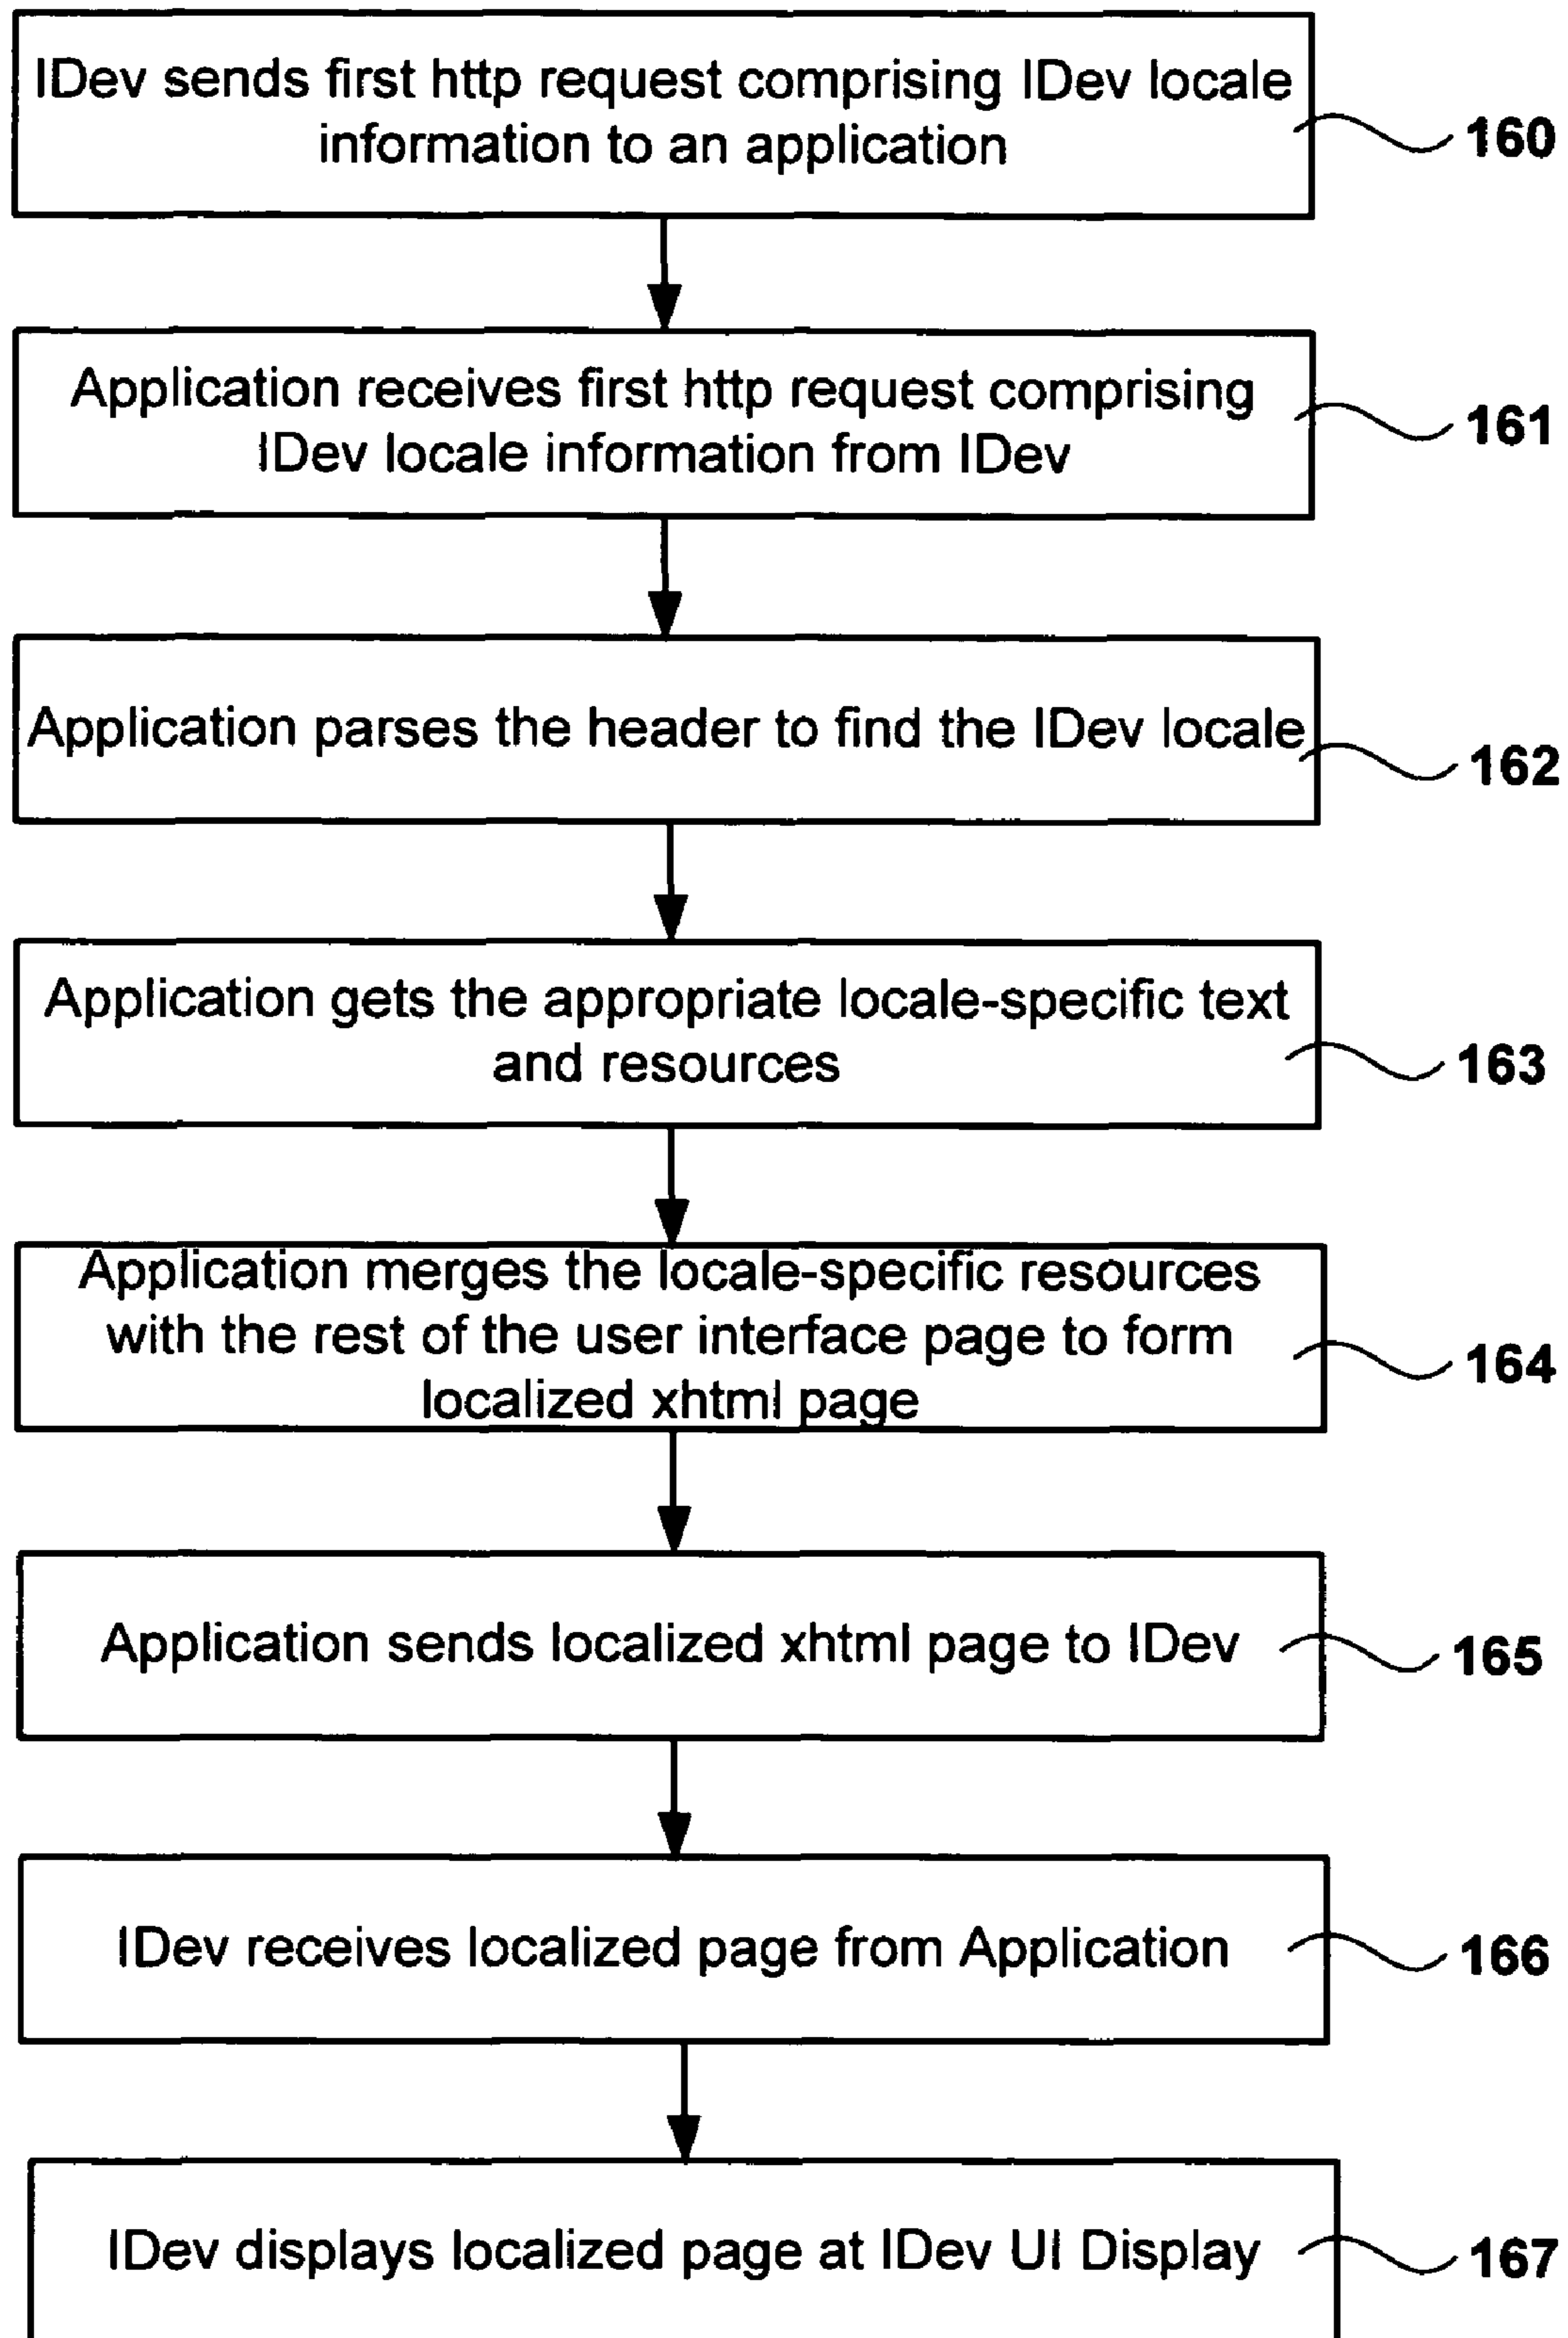 IDev sends first http request comprising IDev locale
information to an application
160
Application receives first http request comprising
IDev locale information from IDev
161
Application parses the header to find the IDev locale
162
Application gets the appropriate locale-specific text
and resources
163
Application merges the locale-specific resources
with the rest of the user interface page to form
localized xhtml page
164
Application sends localized xhtml page to IDev
165
IDev receives localized page from Application
166
IDev displays localized page at IDev UI Display
167